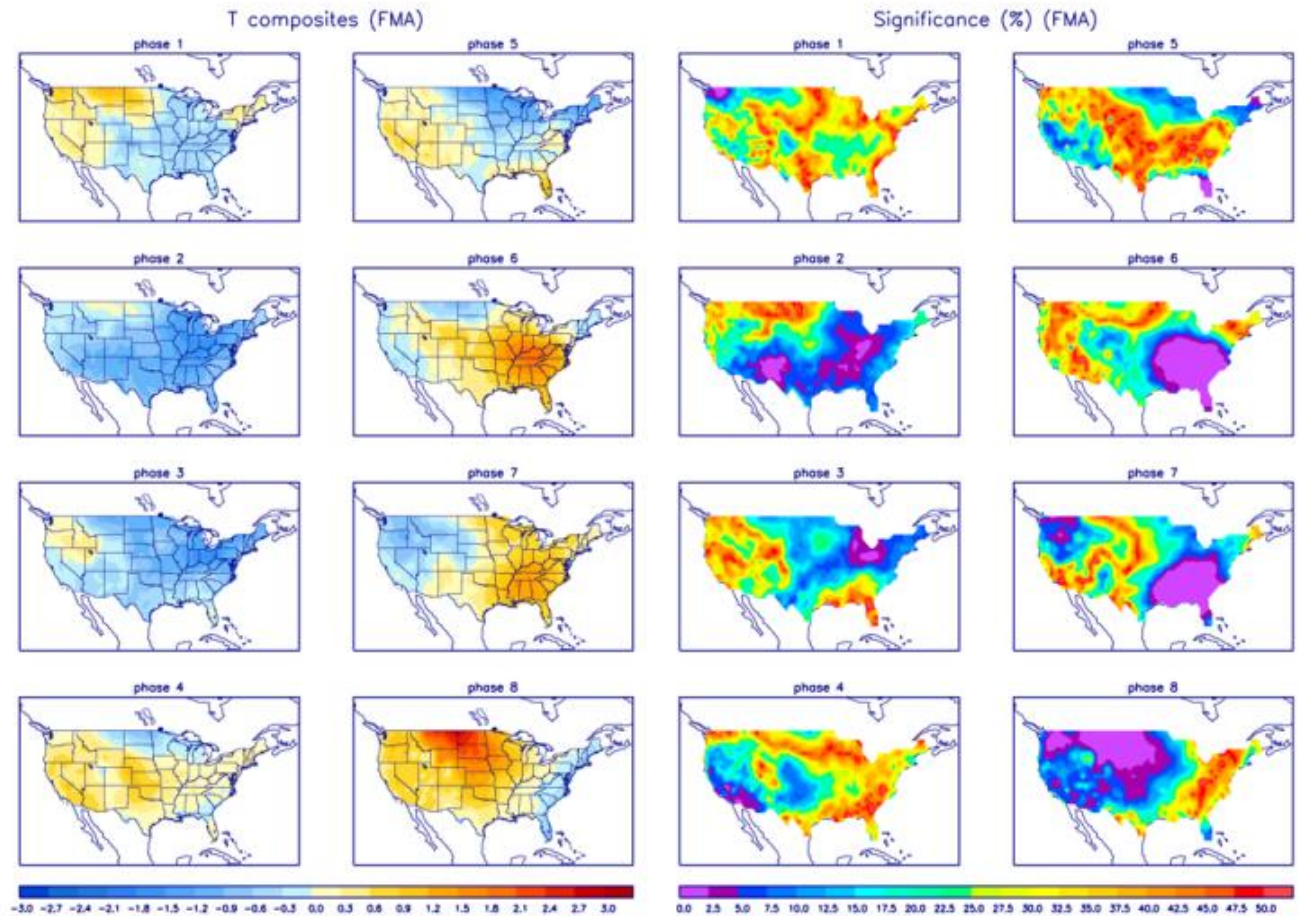 T composites (FMA)
Significance (%) (FMA)
phase 1
phase 5
phase 1
phase 5
phase 2
phase 6
phase 2
phase 6
phase 3
phase 7
phase 3
phase 7
phase 4
phase 8
phase 4
phase 8
-3.0 -2.7 -2.4 -2.1 -1.8 -1.5 -1.2 -0.9 -0.6 -0.3 0.0 0.3 0.6 0.9 1.2 1.5 1.8 2.1 2.4 2.7 3.0
0.0 2.5 5.0 7.5 10.0 12.5 15.0 17.5 20.0 22.5 25.0 27.5 30.0 32.5 35.0 37.5 40.0 42.5 45.0 47.5 50.0